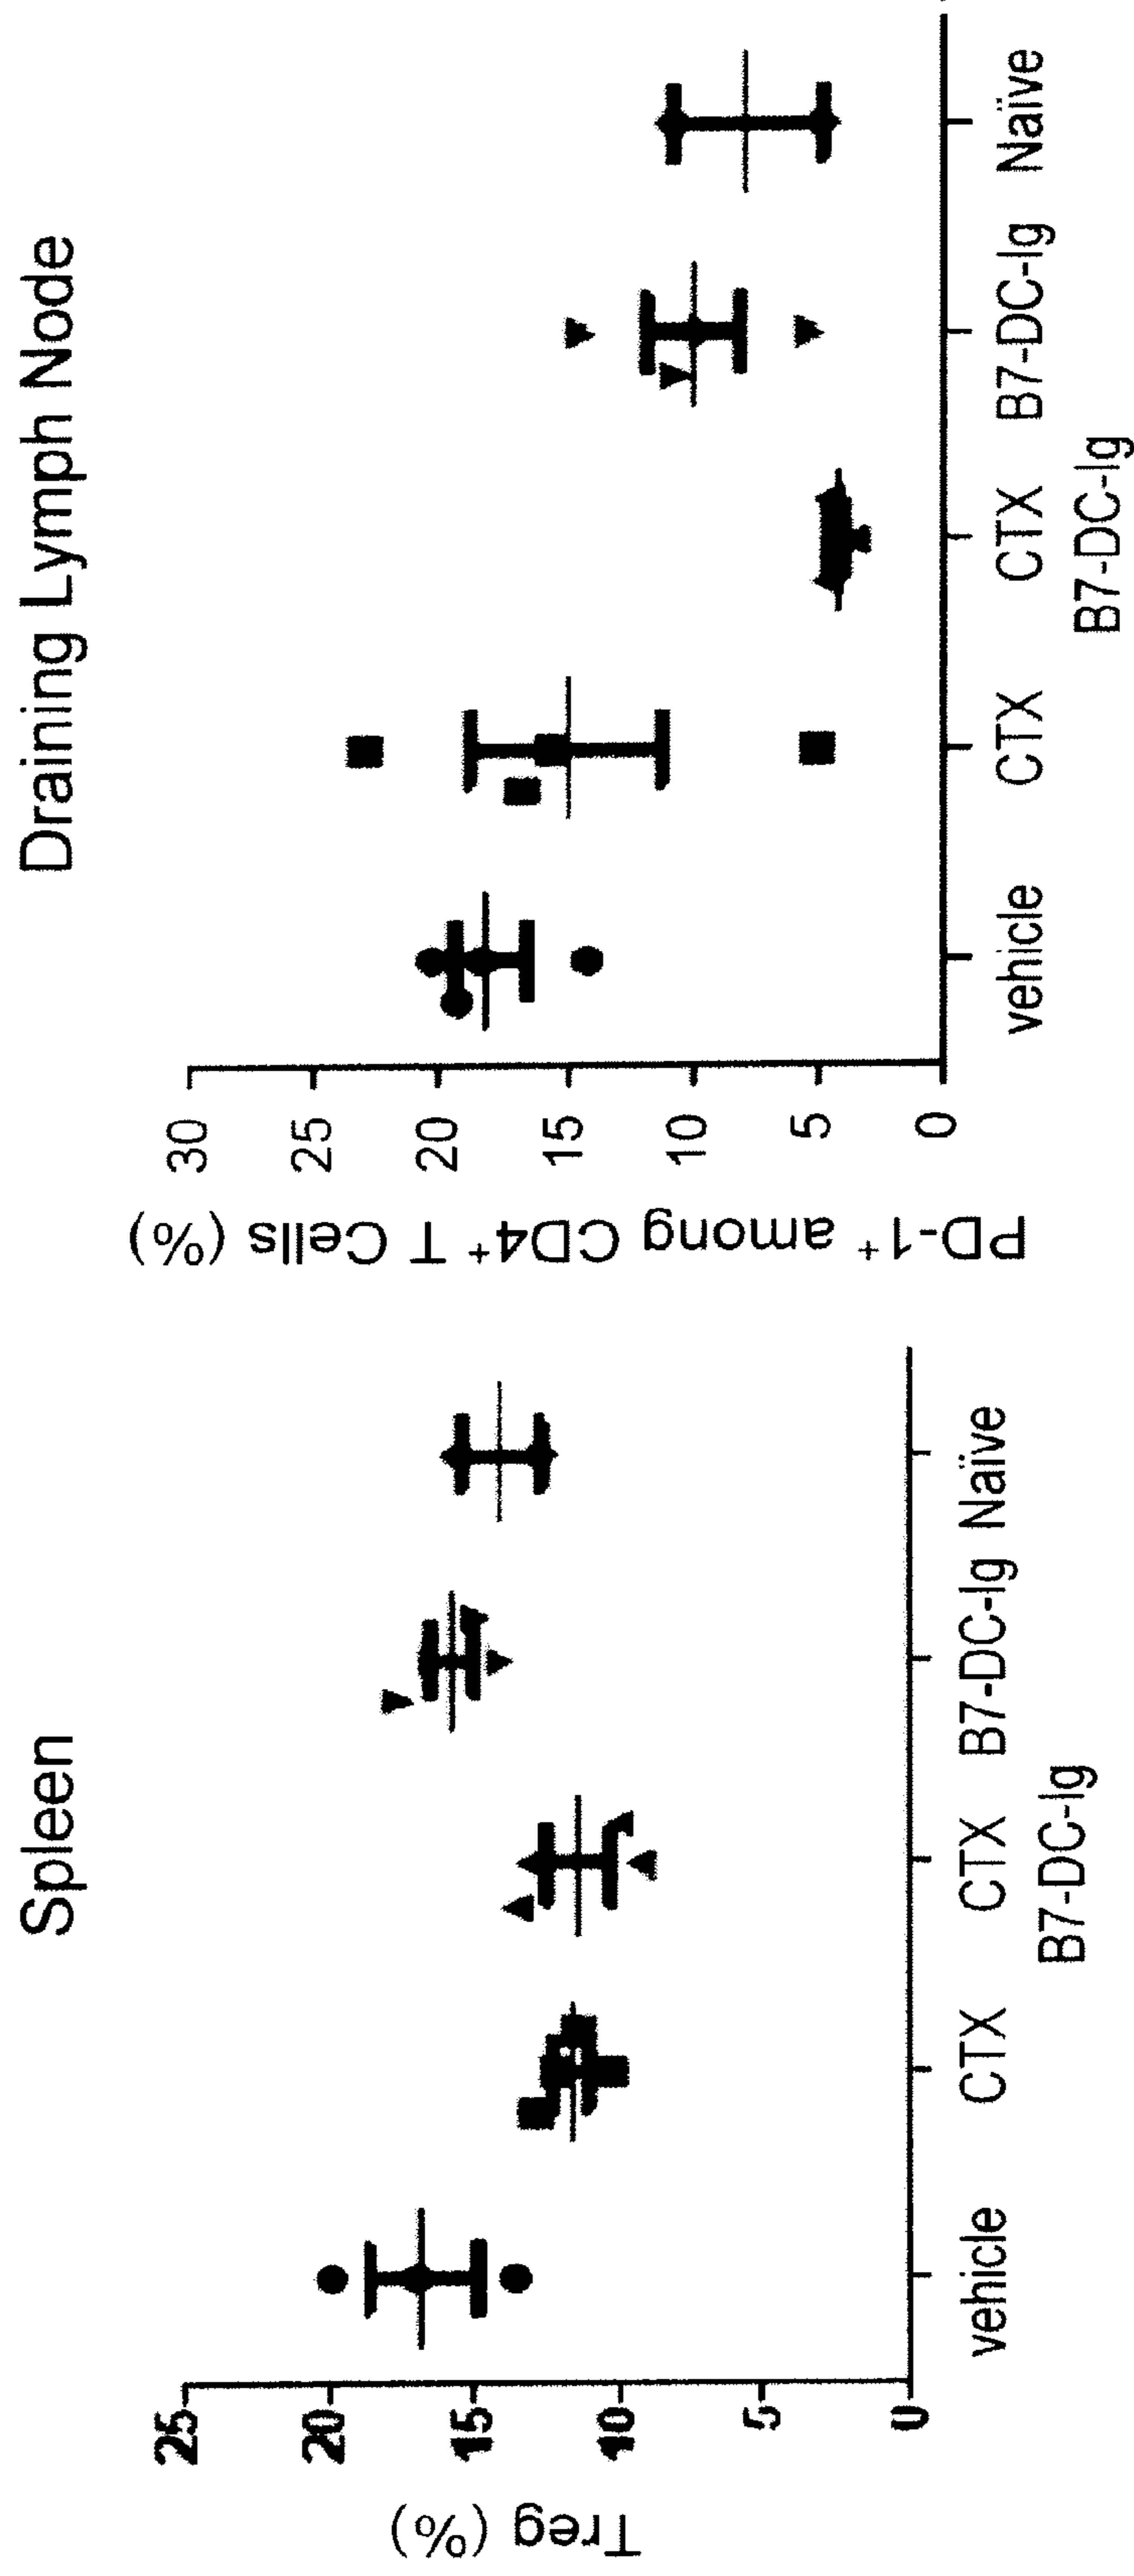 Spleen
Treg (%)
25
20
15
10
5
0
vehicle CTX CTX B7-DC-Ig Naïve
B7-DC-Ig
Draining Lymph Node
PD-1⁺ among CD4⁺ T Cells (%)
30
25
20
15
10
5
0
vehicle CTX CTX B7-DC-Ig Naïve
B7-DC-Ig